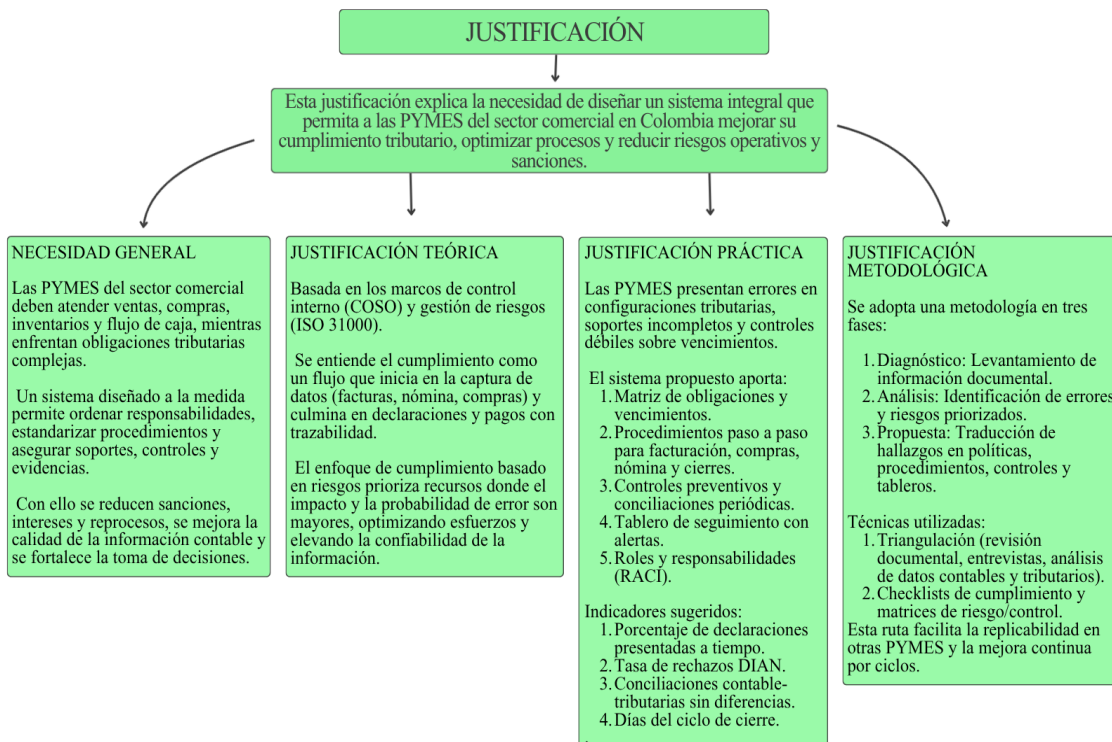 JUSTIFICACIÓN
Esta justificación explica la necesidad de diseñar un sistema integral que
permita a las PYMES del sector comercial en Colombia mejorar su
cumplimiento tributario, optimizar procesos y reducir riesgos operativos y
sanciones.
NECESIDAD GENERAL
Las PYMES del sector comercial
deben atender ventas, compras,
inventarios y flujo de caja, mientras
enfrentan obligaciones tributarias
complejas.
Un sistema diseñado a la medida
permite ordenar responsabilidades,
estandarizar procedimientos y
asegurar soportes, controles y
evidencias.
Con ello se reducen sanciones,
intereses y reprocesos, se mejora la
calidad de la información contable y
se fortalece la toma de decisiones.
JUSTIFICACIÓN TEÓRICA
Basada en los marcos de control
interno (COSO) y gestión de riesgos
(ISO 31000).
Se entiende el cumplimiento como
un flujo que inicia en la captura de
datos (facturas, nómina, compras) y
culmina en declaraciones y pagos con
trazabilidad.
El enfoque de cumplimiento basado
en riesgos prioriza recursos donde el
impacto y la probabilidad de error son
mayores, optimizando esfuerzos y
elevando la confiabilidad de la
información.
JUSTIFICACIÓN PRÁCTICA
Las PYMES presentan errores en
configuraciones tributarias,
soportes incompletos y controles
débiles sobre vencimientos.
El sistema propuesto aporta:
1. Matriz de obligaciones y
vencimientos.
2. Procedimientos paso a paso
para facturación, compras,
nómina y cierres.
3. Controles preventivos y
conciliaciones periódicas.
4. Tablero de seguimiento con
alertas.
5. Roles y responsabilidades
(RACI).
Indicadores sugeridos:
1. Porcentaje de declaraciones
presentadas a tiempo.
2. Tasa de rechazos DIAN.
3. Conciliaciones contable-
tributarias sin diferencias.
4. Días del ciclo de cierre.
JUSTIFICACIÓN
METODOLÓGICA
Se adopta una metodología en tres
fases:
1. Diagnóstico: Levantamiento de
información documental.
2. Análisis: Identificación de errores
y riesgos priorizados.
3. Propuesta: Traducción de
hallazgos en políticas,
procedimientos, controles y
tableros.
Técnicas utilizadas:
1. Triangulación (revisión
documental, entrevistas, análisis
de datos contables y tributarios).
2. Checklists de cumplimiento y
matrices de riesgo/control.
Esta ruta facilita la replicabilidad en
otras PYMES y la mejora continua
por ciclos.